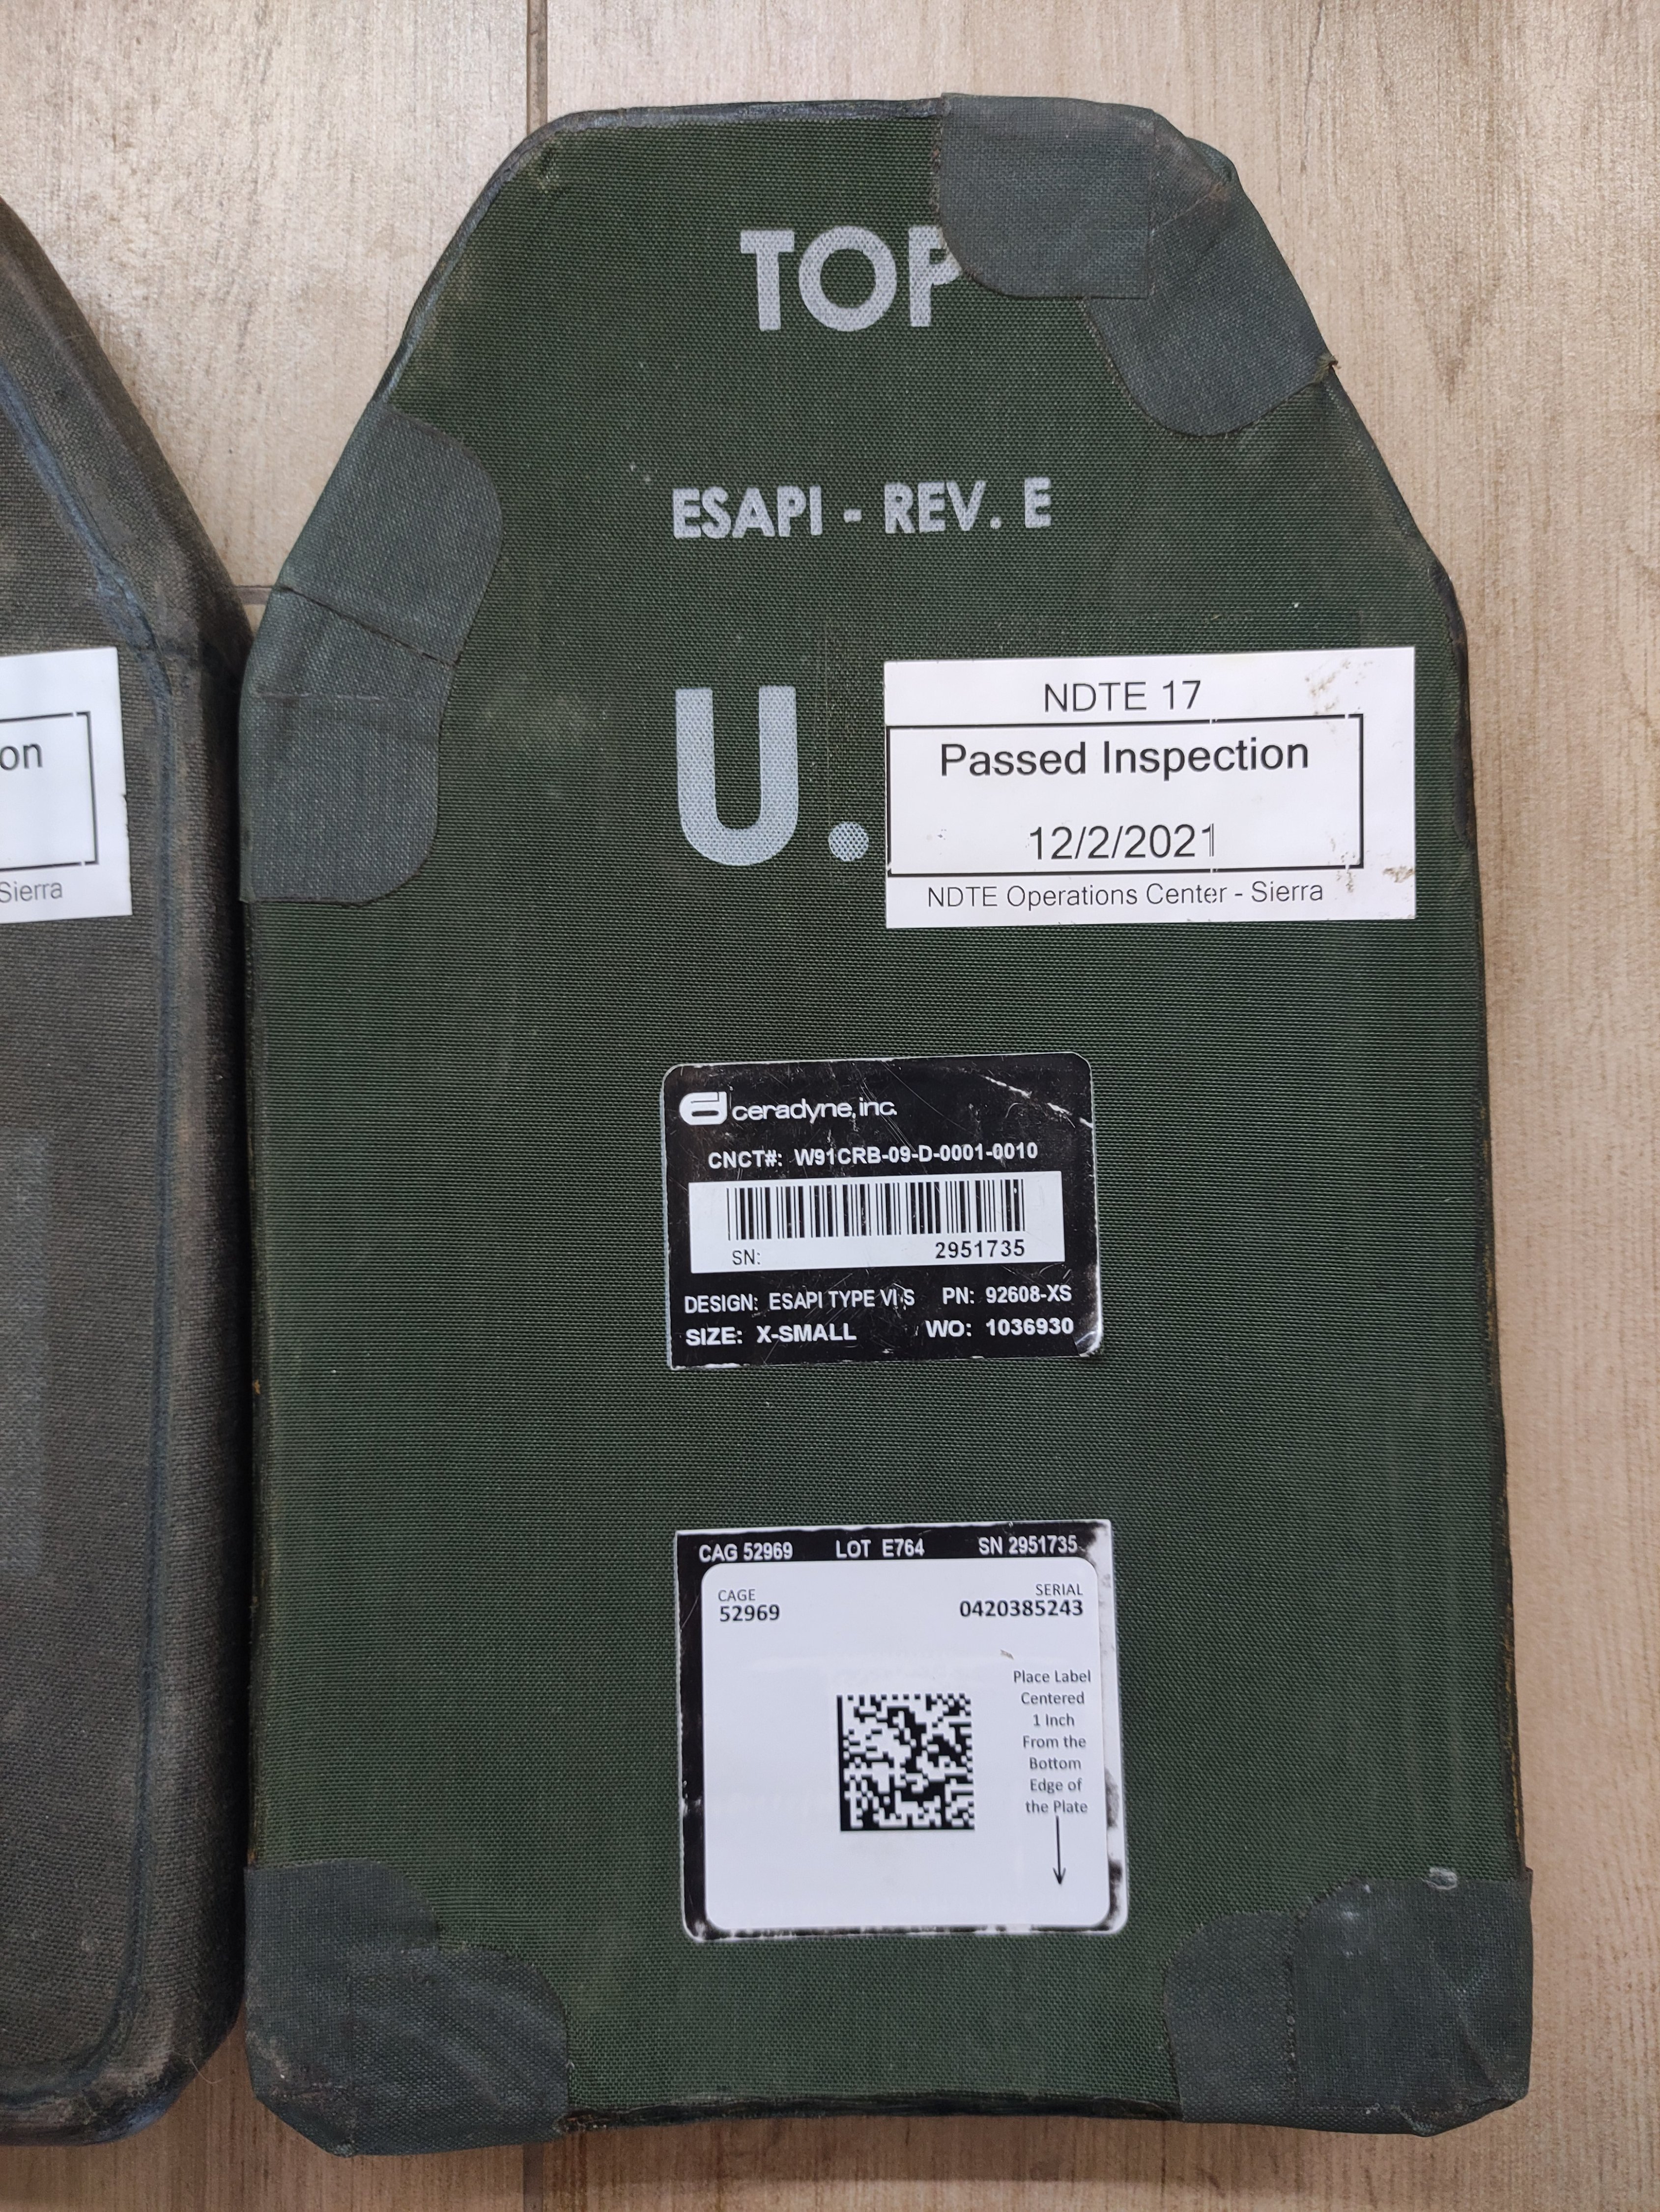 TOP
ESAPI - REV. E
U.
NDTE 17
Passed Inspection
12/2/2021
NDTE Operations Center - Sierra
on
Sierra
ceradyne, inc.
CNCT#: W91CRB-09-D-0001-0010
SN: 2951735
DESIGN: ESAPI TYPE VI S PN: 92608-XS
SIZE: X-SMALL WO: 1036930
CAG 52969 LOT E764 SN 2951735
CAGE SERIAL
52969 0420385243
Place Label
Centered
1 Inch
From the
Bottom
Edge of
the Plate